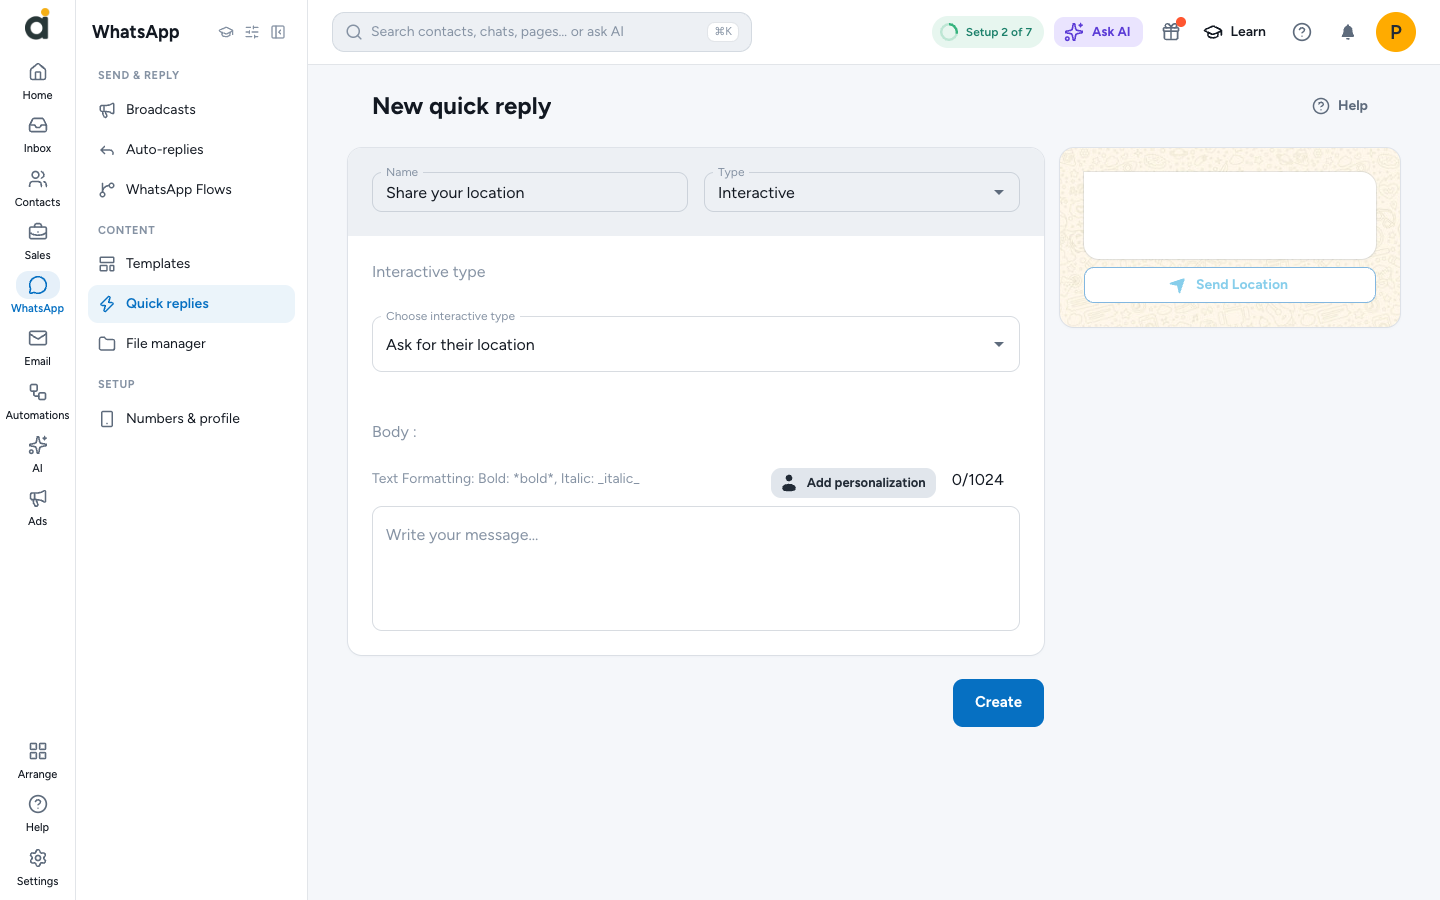 WhatsApp
Search contacts, chats, pages... or ask AI
⌘K
Setup 2 of 7
Ask AI
Learn
P
Home
Inbox
Contacts
Sales
WhatsApp
Email
Automations
AI
Ads
Arrange
Help
Settings
SEND & REPLY
Broadcasts
Auto-replies
WhatsApp Flows
CONTENT
Templates
Quick replies
File manager
SETUP
Numbers & profile
New quick reply
Help
Name
Share your location
Type
Interactive
Interactive type
Choose interactive type
Ask for their location
Body :
Text Formatting: Bold: *bold*, Italic: _italic_
Add personalization
0/1024
Write your message...
Create
Send Location